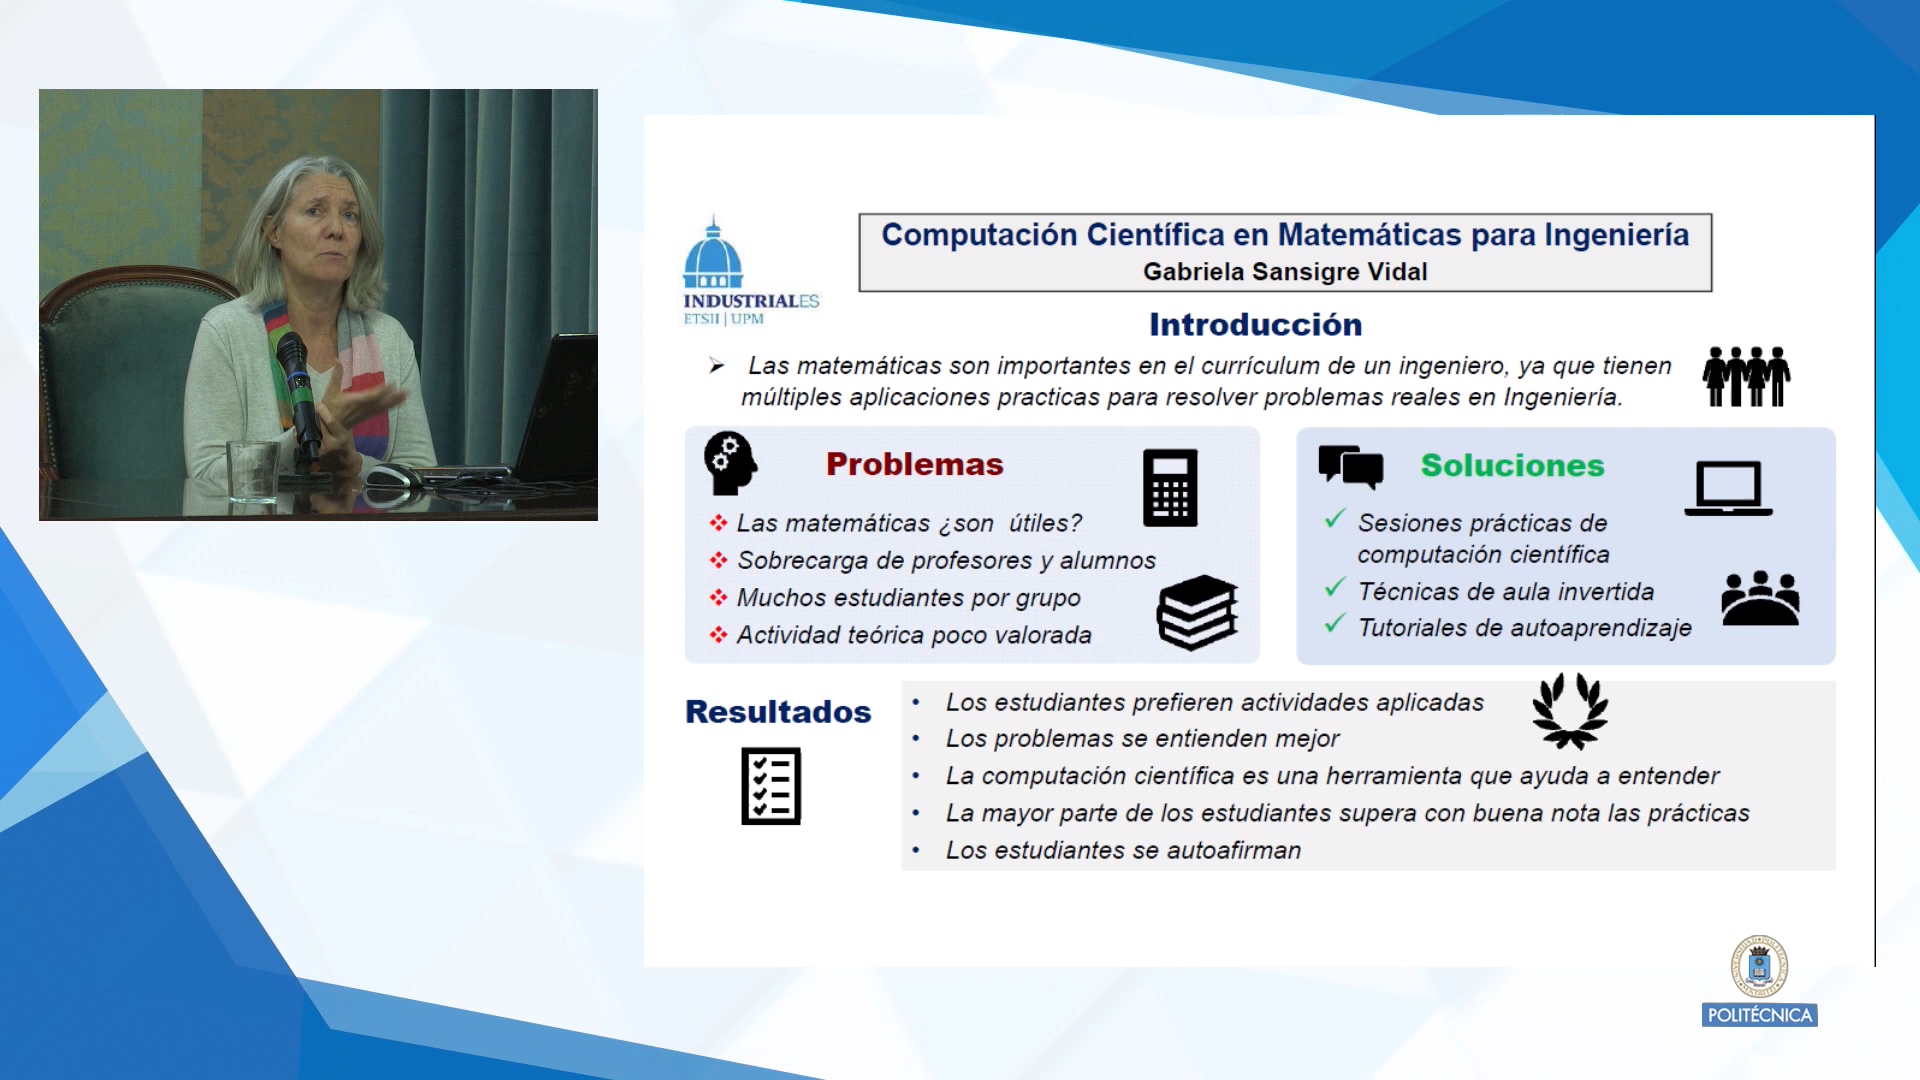 Computación Científica en Matemáticas para Ingeniería
Gabriela Sansigre Vidal
INDUSTRIALES
ETSII | UPM
Introducción
Las matemáticas son importantes en el currículum de un ingeniero, ya que tienen
múltiples aplicaciones practicas para resolver problemas reales en Ingeniería.
Problemas
Las matemáticas ¿son útiles?
Sobrecarga de profesores y alumnos
Muchos estudiantes por grupo
Actividad teórica poco valorada
Soluciones
Sesiones prácticas de
computación científica
Técnicas de aula invertida
Tutoriales de autoaprendizaje
Resultados
Los estudiantes prefieren actividades aplicadas
Los problemas se entienden mejor
La computación científica es una herramienta que ayuda a entender
La mayor parte de los estudiantes supera con buena nota las prácticas
Los estudiantes se autoafirman
POLITÉCNICA